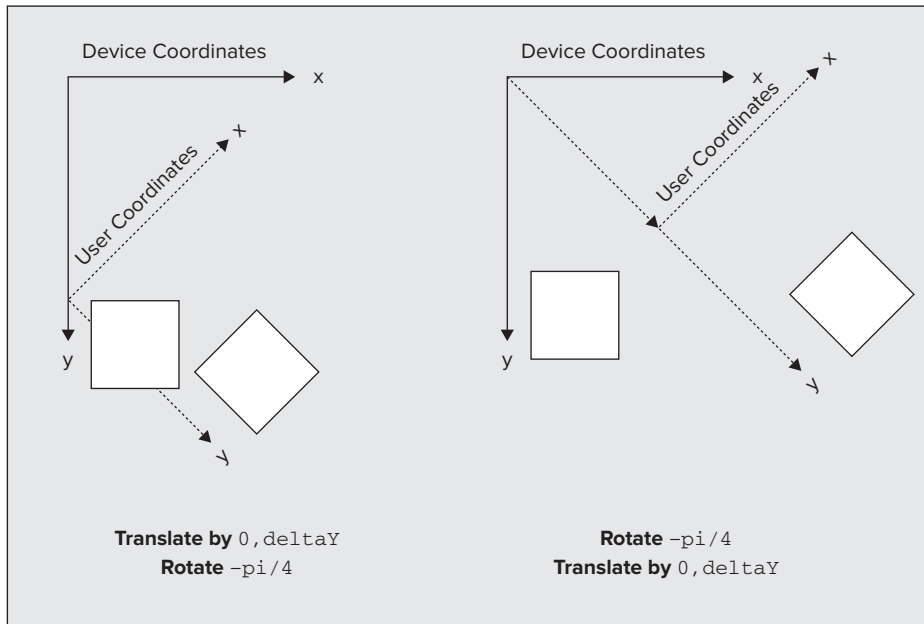 Device Coordinates
x
x
User Coordinates
y
y
Translate by 0,deltaY
Rotate –pi/4
Device Coordinates
x
x
User Coordinates
y
y
Rotate –pi/4
Translate by 0,deltaY